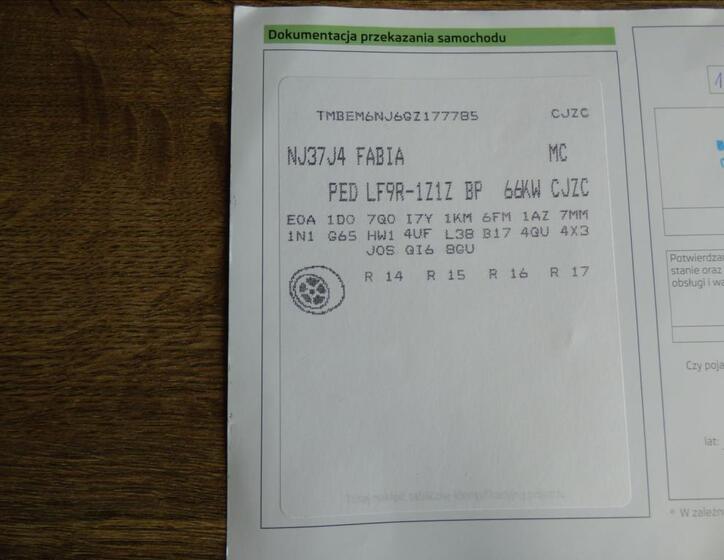 Dokumentacja przekazania samochodu
TMBEM6NJ6GZ177785 CJZC
NJ37J4 FABIA MC
PED LF9R-1Z1Z BP 66KW CJZC
E0A 1D0 7Q0 I7Y 1KM 6FM 1AZ 7MM
1N1 G65 HW1 4UF L38 B17 4QU 4X3
J0S QI6 8GU
R 14 R 15 R 16 R 17
1
Potwierdza
stanie oraz
obsługi i wa
Czy poja
lat:
* W zależn